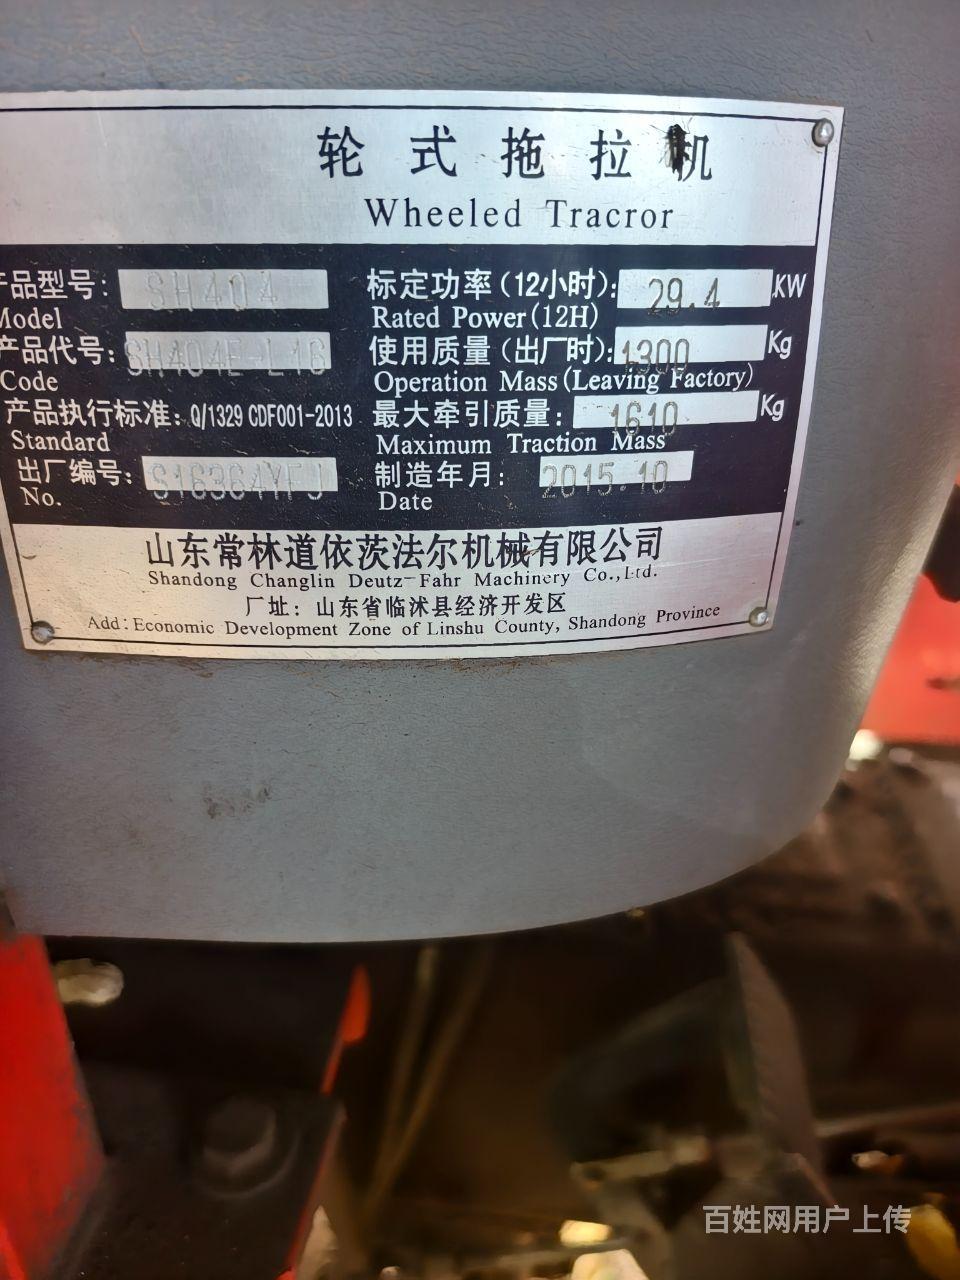 轮式拖拉机
Wheeled Tracror
产品型号: SH404
Model
标定功率(12小时): 29.4 KW
Rated Power(12H)
产品代号: SH404E-L16
Code
使用质量(出厂时): 1300 Kg
Operation Mass(Leaving Factory)
产品执行标准: Q/1329 CDF001-2013
Standard
最大牵引质量: 1610 Kg
Maximum Traction Mass
出厂编号: S16364YFJ
No.
制造年月: 2015.10
Date
山东常林道依茨法尔机械有限公司
Shandong Changlin Deutz-Fahr Machinery Co.,Ltd.
厂址: 山东省临沭县经济开发区
Add: Economic Development Zone of Linshu County, Shandong Province
百姓网用户上传